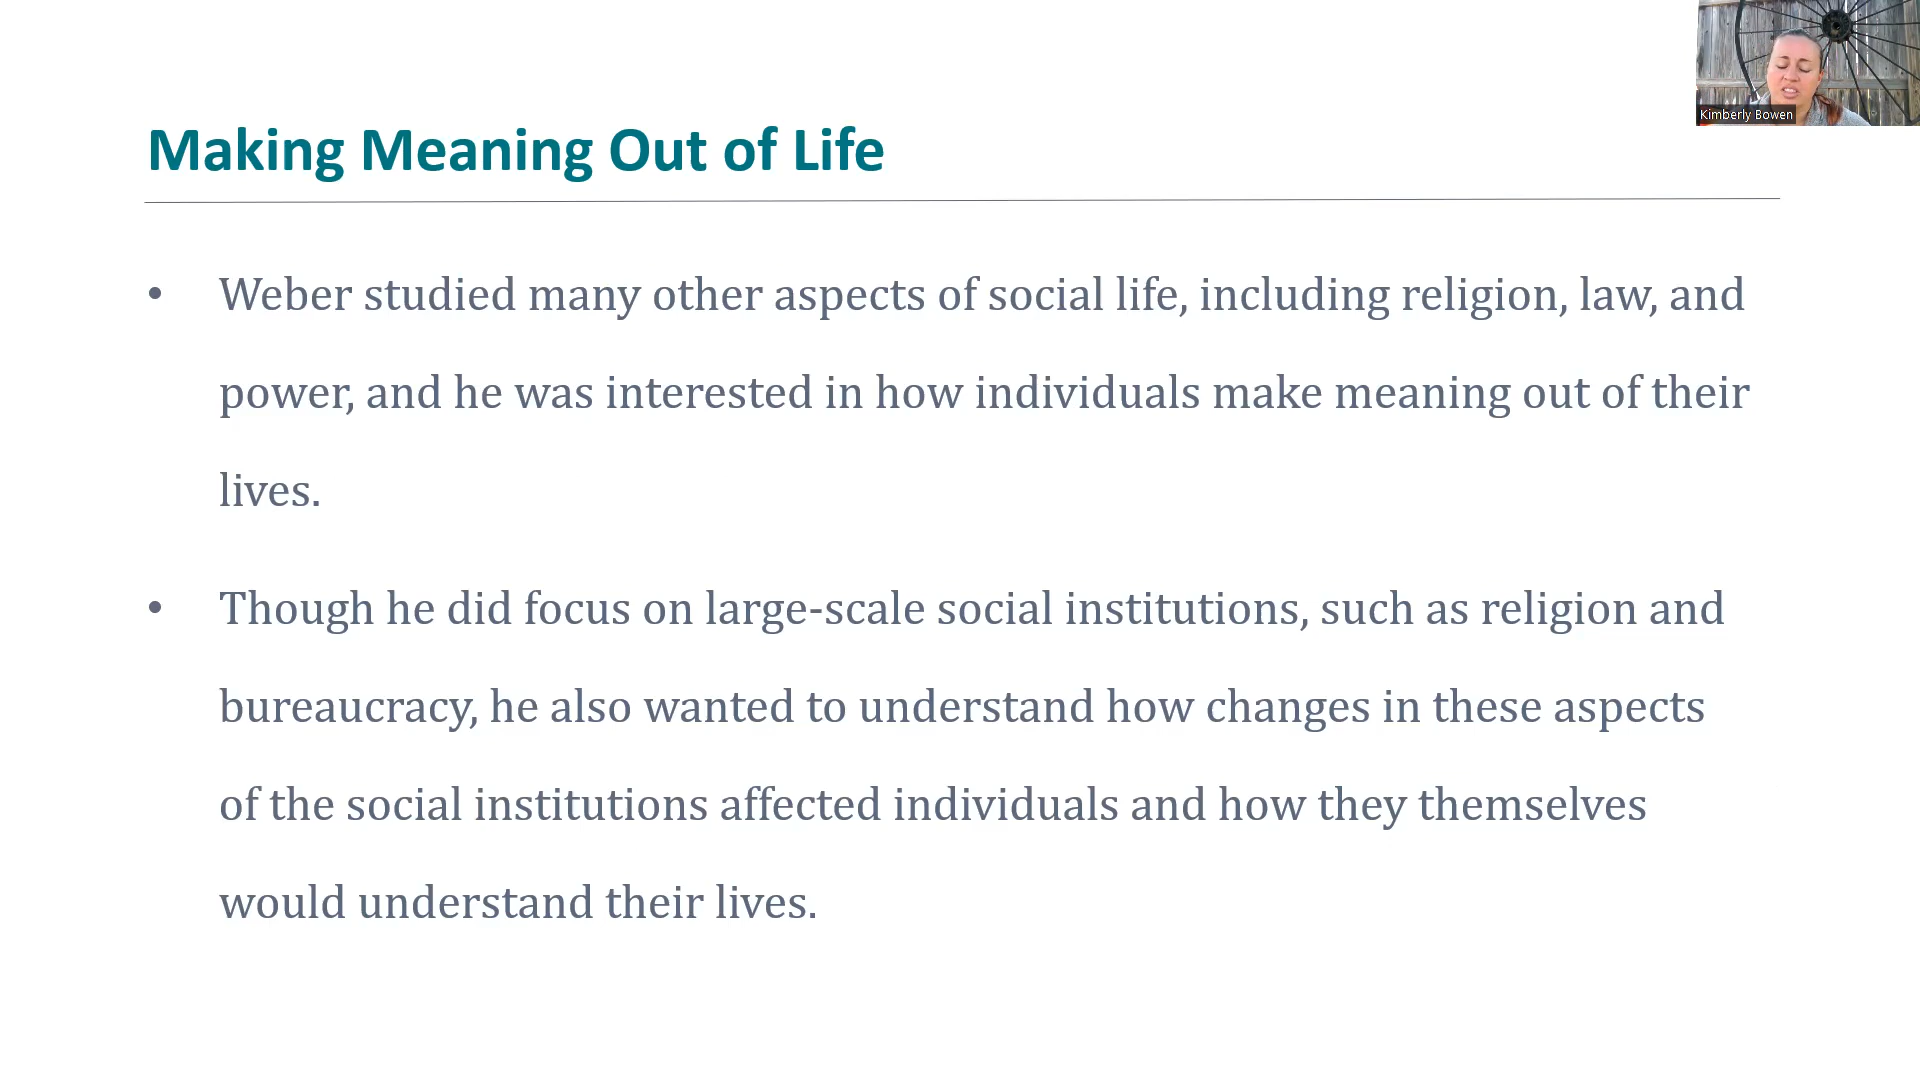 Kimberly Bowen
Making Meaning Out of Life
• Weber studied many other aspects of social life, including religion, law, and
power, and he was interested in how individuals make meaning out of their
lives.
• Though he did focus on large-scale social institutions, such as religion and
bureaucracy, he also wanted to understand how changes in these aspects
of the social institutions affected individuals and how they themselves
would understand their lives.